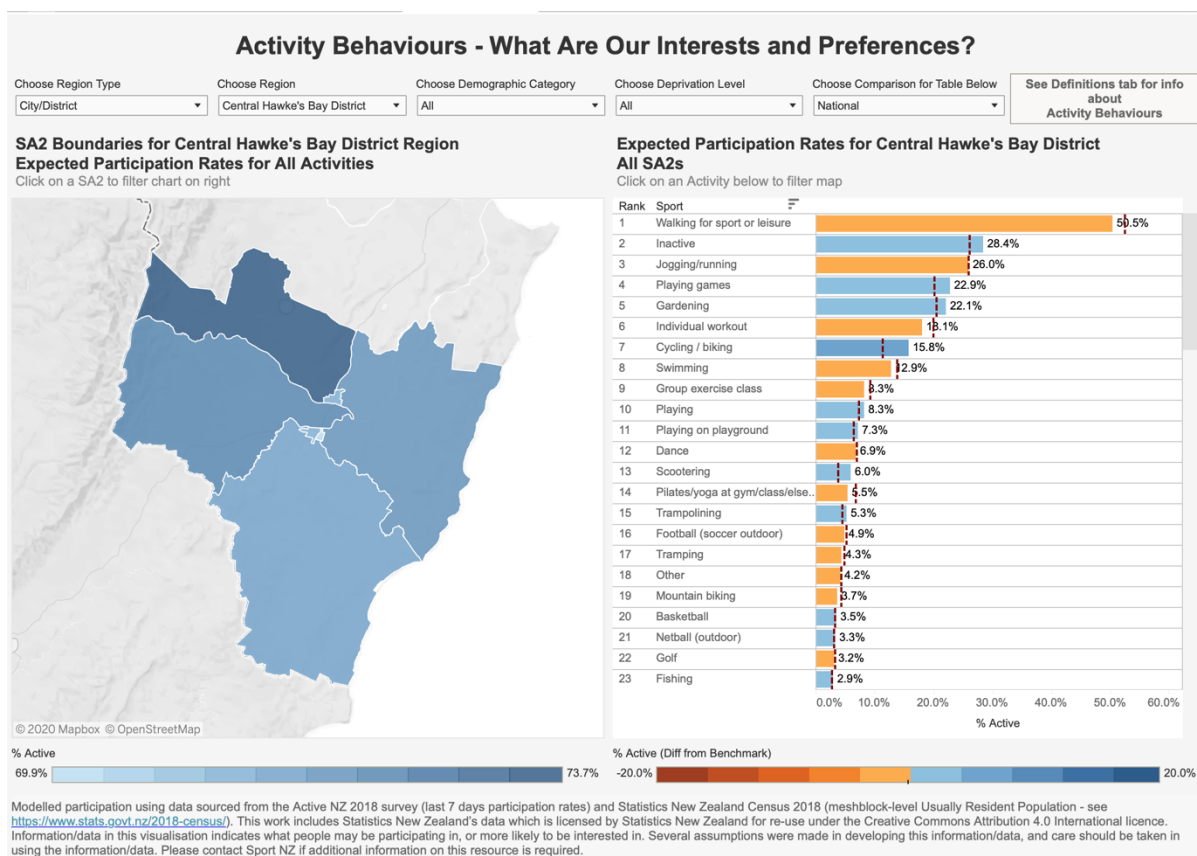 Activity Behaviours - What Are Our Interests and Preferences?
Choose Region Type
Choose Region
Choose Demographic Category
Choose Deprivation Level
Choose Comparison for Table Below
City/District
Central Hawke's Bay District
All
All
National
See Definitions tab for info
about
Activity Behaviours
SA2 Boundaries for Central Hawke's Bay District Region
Expected Participation Rates for All Activities
Click on a SA2 to filter chart on right
© 2020 Mapbox © OpenStreetMap
% Active
69.9% 73.7%
Expected Participation Rates for Central Hawke's Bay District
All SA2s
Click on an Activity below to filter map
Rank Sport
1 Walking for sport or leisure 50.5%
2 Inactive 28.4%
3 Jogging/running 26.0%
4 Playing games 22.9%
5 Gardening 22.1%
6 Individual workout 18.1%
7 Cycling / biking 15.8%
8 Swimming 12.9%
9 Group exercise class 8.3%
10 Playing 8.3%
11 Playing on playground 7.3%
12 Dance 6.9%
13 Scootering 6.0%
14 Pilates/yoga at gym/class/else.. 5.5%
15 Trampolining 5.3%
16 Football (soccer outdoor) 4.9%
17 Tramping 4.3%
18 Other 4.2%
19 Mountain biking 3.7%
20 Basketball 3.5%
21 Netball (outdoor) 3.3%
22 Golf 3.2%
23 Fishing 2.9%
0.0% 10.0% 20.0% 30.0% 40.0% 50.0% 60.0%
% Active
% Active (Diff from Benchmark)
-20.0% 20.0%
Modelled participation using data sourced from the Active NZ 2018 survey (last 7 days participation rates) and Statistics New Zealand Census 2018 (meshblock-level Usually Resident Population - see
https://www.stats.govt.nz/2018-census/). This work includes Statistics New Zealand's data which is licensed by Statistics New Zealand for re-use under the Creative Commons Attribution 4.0 International licence.
Information/data in this visualisation indicates what people may be participating in, or more likely to be interested in. Several assumptions were made in developing this information/data, and care should be taken in
using the information/data. Please contact Sport NZ if additional information on this resource is required.